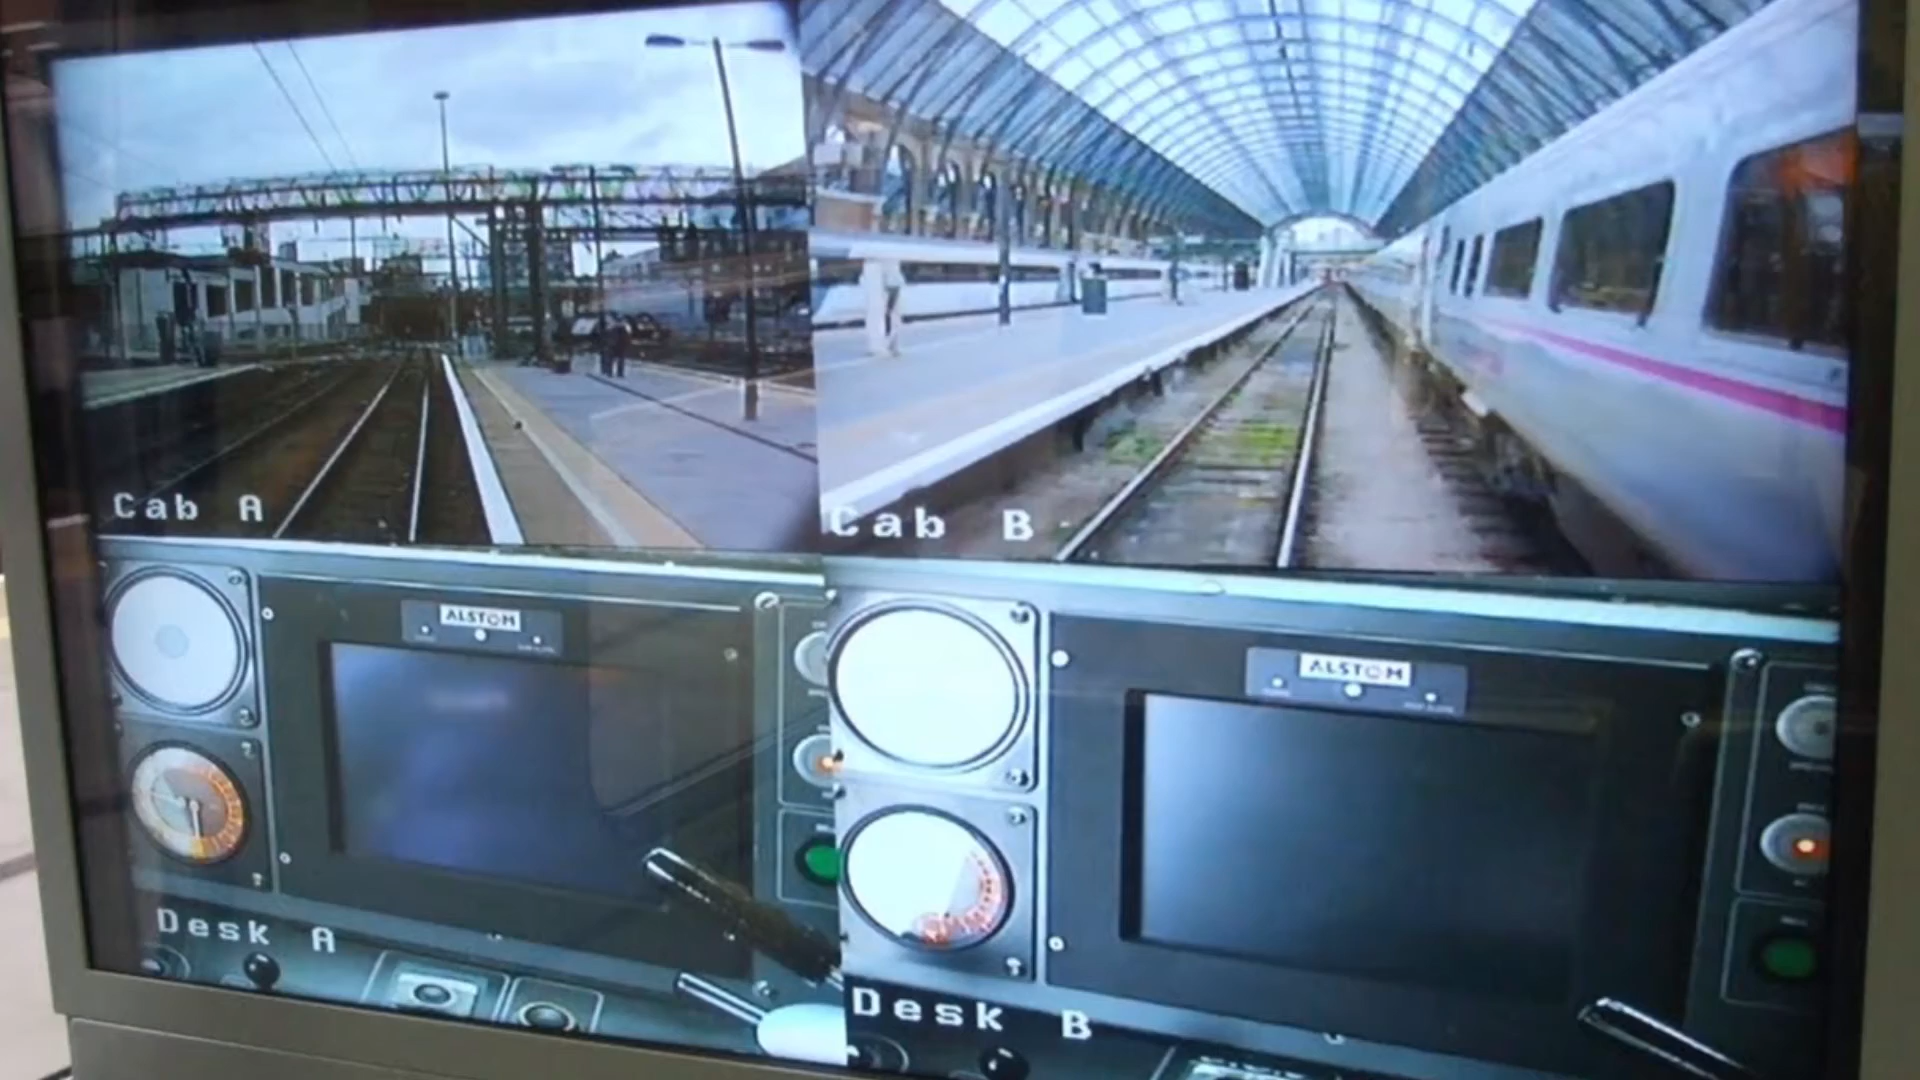 Cab A
Cab B
ALSTOM
ALSTOM
Desk A
Desk B